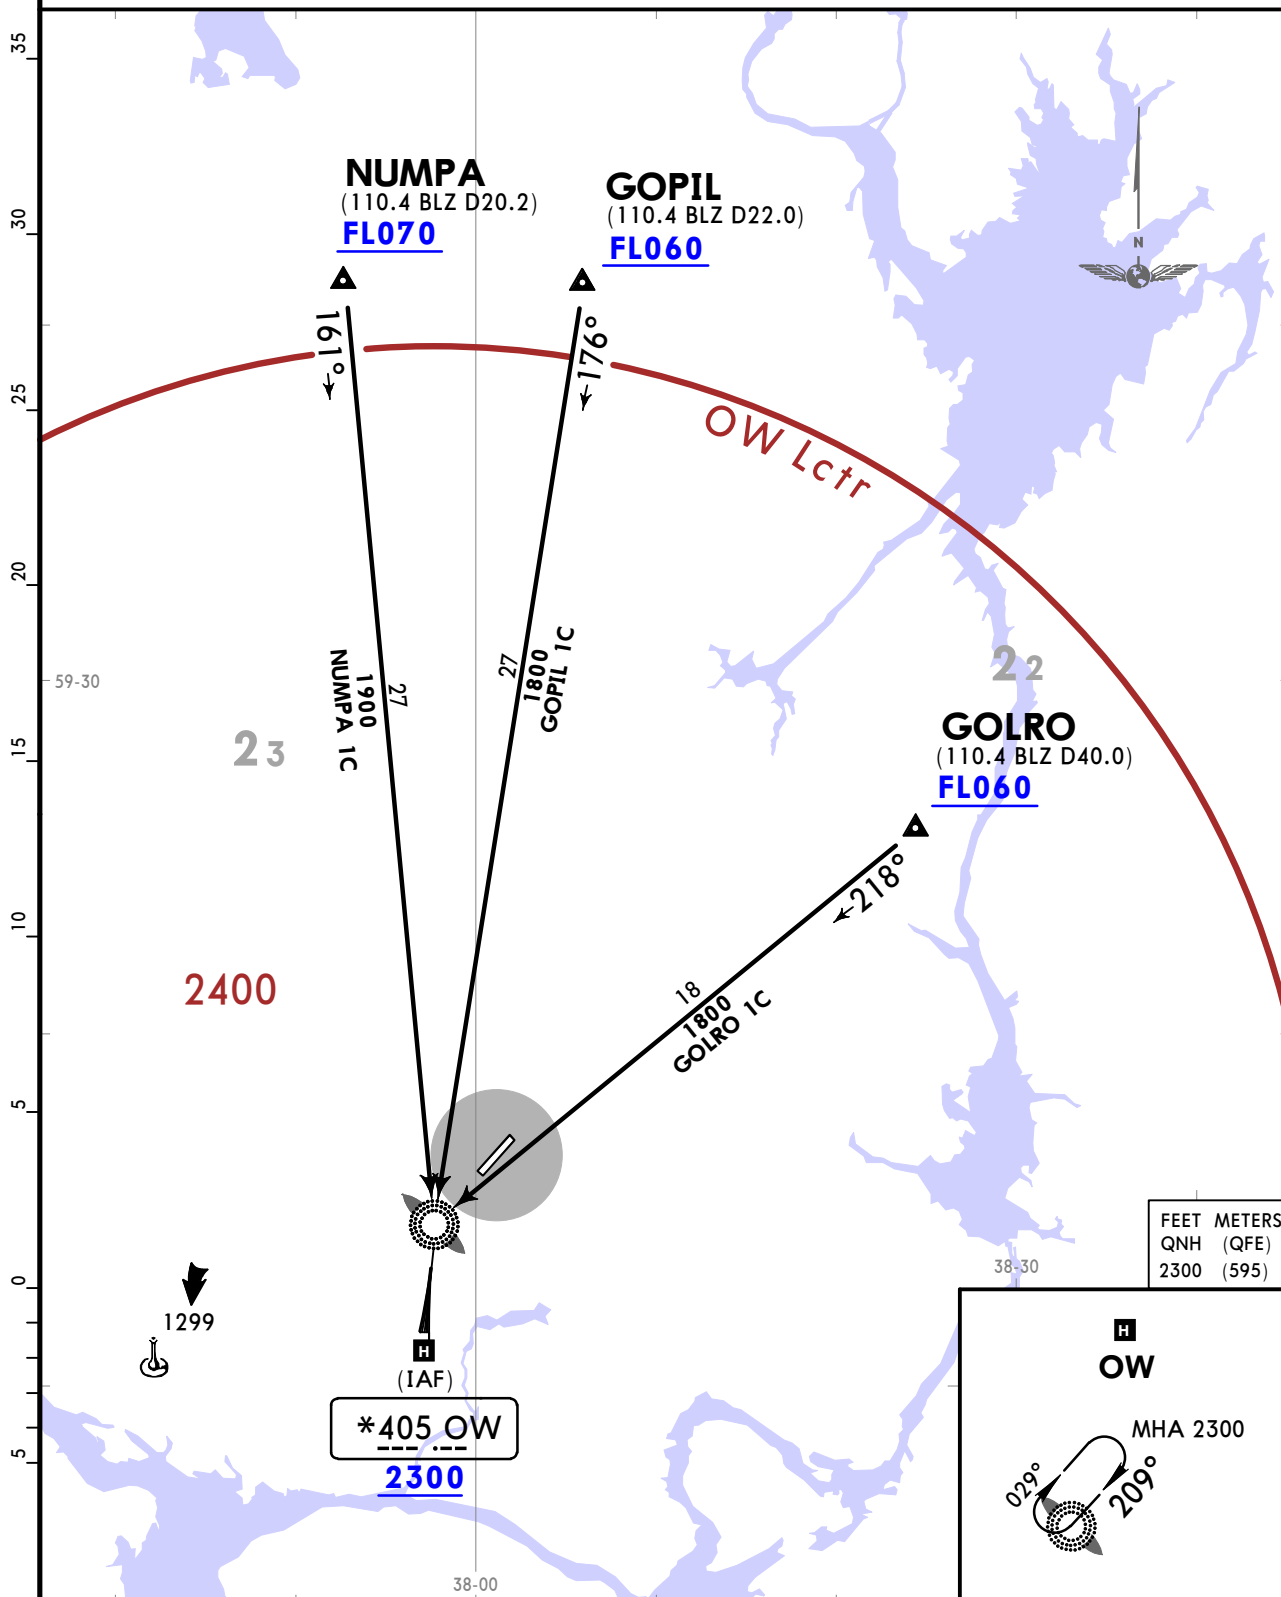 35
30
25
20
15
10
5
0
5
NUMPA
(110.4 BLZ D20.2)
FL070
GOPIL
(110.4 BLZ D22.0)
FL060
N
161°
176°
OW Lctr
27
1900
NUMPA 1C
27
1800
GOPIL 1C
59-30
23
22
GOLRO
(110.4 BLZ D40.0)
FL060
218°
18
1800
GOLRO 1C
2400
1299
H
(IAF)
*405 OW
2300
38-00
38-30
FEET METERS
QNH (QFE)
2300 (595)
H
OW
MHA 2300
029°
209°